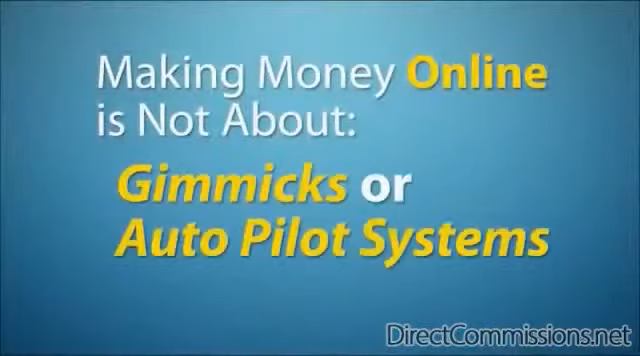 Making Money Online
is Not About:
Gimmicks or
Auto Pilot Systems
DirectCommissions.net